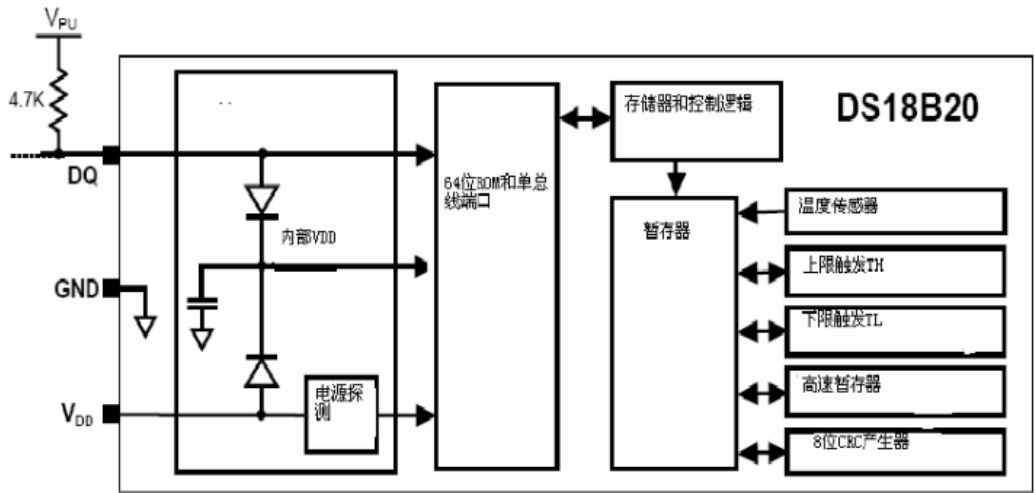 VPU
4.7K
DQ
GND
VDD
内部VDD
电源探
测
64位ROM和单总
线端口
存储器和控制逻辑
暂存器
DS18B20
温度传感器
上限触发TH
下限触发TL
高速暂存器
8位CRC产生器